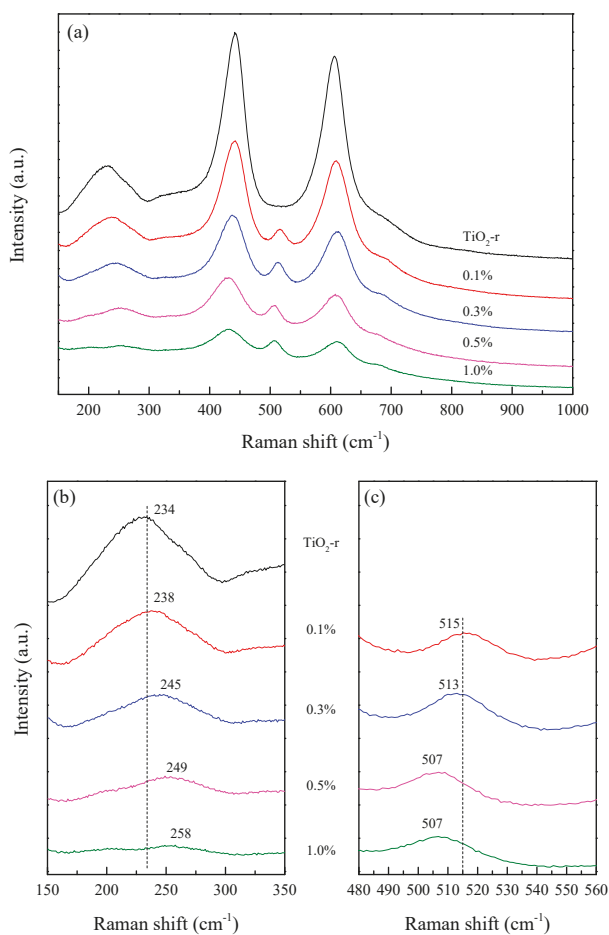 (a)
Intensity (a.u.)
TiO₂-r
0.1%
0.3%
0.5%
1.0%
200 300 400 500 600 700 800 900 1000
Raman shift (cm⁻¹)
(b)
234
238
245
249
258
Intensity (a.u.)
150 200 250 300 350
Raman shift (cm⁻¹)
TiO₂-r
0.1%
0.3%
0.5%
1.0%
(c)
515
513
507
507
480 490 500 510 520 530 540 550 560
Raman shift (cm⁻¹)